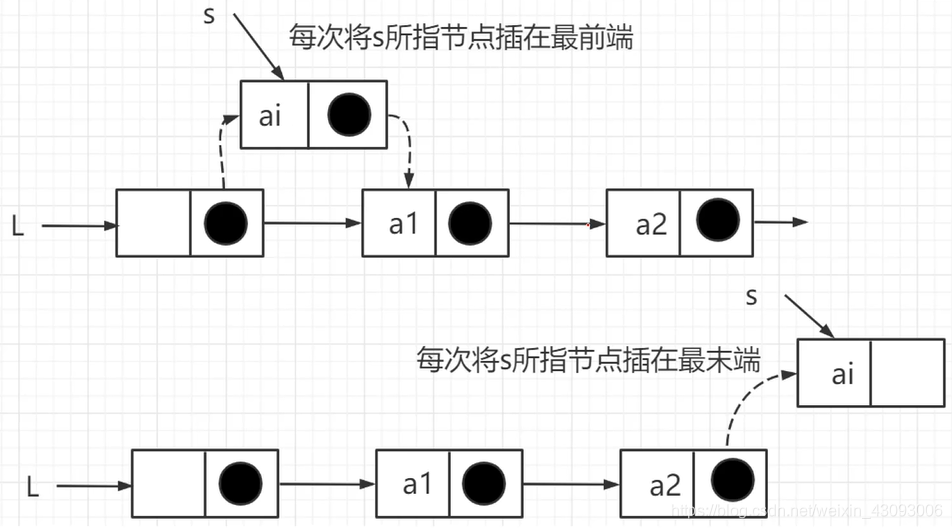 s
每次将s所指节点插在最前端
ai
L
a1
a2
s
每次将s所指节点插在最末端
ai
L
a1
a2
https://blog.csdn.net/weixin_43093006